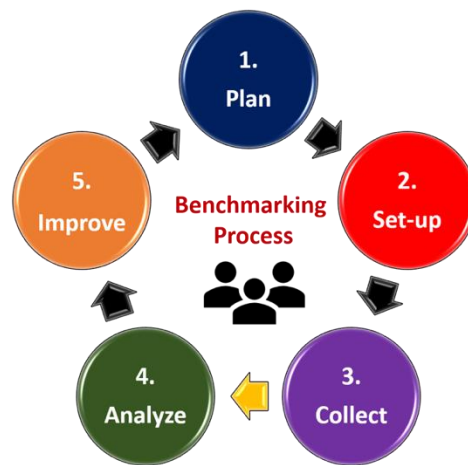 1.
Plan
2.
Set-up
3.
Collect
4.
Analyze
5.
Improve
Benchmarking
Process